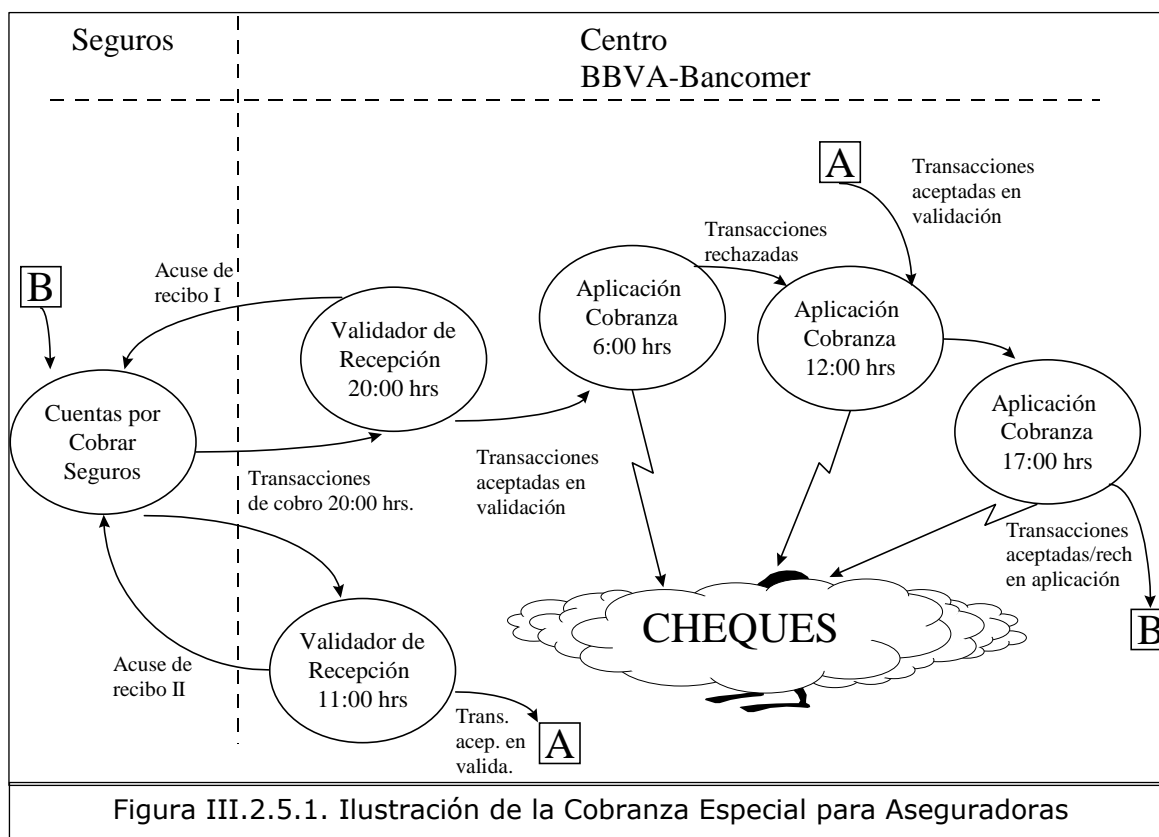 Seguros
Centro
BBVA-Bancomer
A
Transacciones
aceptadas en
validación
Transacciones
rechazadas
B
Acuse de
recibo I
Validador de
Recepción
20:00 hrs
Aplicación
Cobranza
6:00 hrs
Aplicación
Cobranza
12:00 hrs
Aplicación
Cobranza
17:00 hrs
Cuentas por
Cobrar
Seguros
Transacciones
de cobro 20:00 hrs.
Transacciones
aceptadas en
validación
Transacciones
aceptadas/rech
en aplicación
CHEQUES
B
Acuse de
recibo II
Validador de
Recepción
11:00 hrs
Trans.
acep. en
valida.
A
Figura III.2.5.1. Ilustración de la Cobranza Especial para Aseguradoras